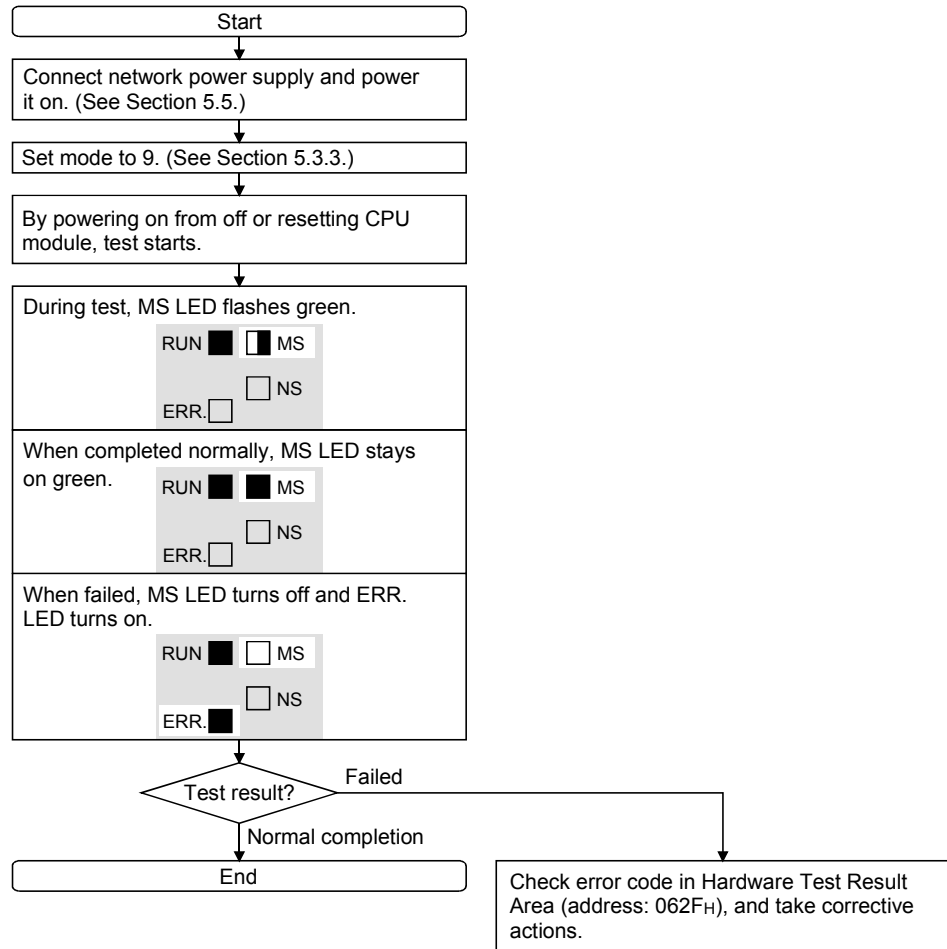 Start
Connect network power supply and power
it on. (See Section 5.5.)
Set mode to 9. (See Section 5.3.3.)
By powering on from off or resetting CPU
module, test starts.
During test, MS LED flashes green.
RUN MS
NS
ERR.
When completed normally, MS LED stays
on green.
RUN MS
NS
ERR.
When failed, MS LED turns off and ERR.
LED turns on.
RUN MS
NS
ERR.
Test result?
Failed
Normal completion
End
Check error code in Hardware Test Result
Area (address: 062FH), and take corrective
actions.